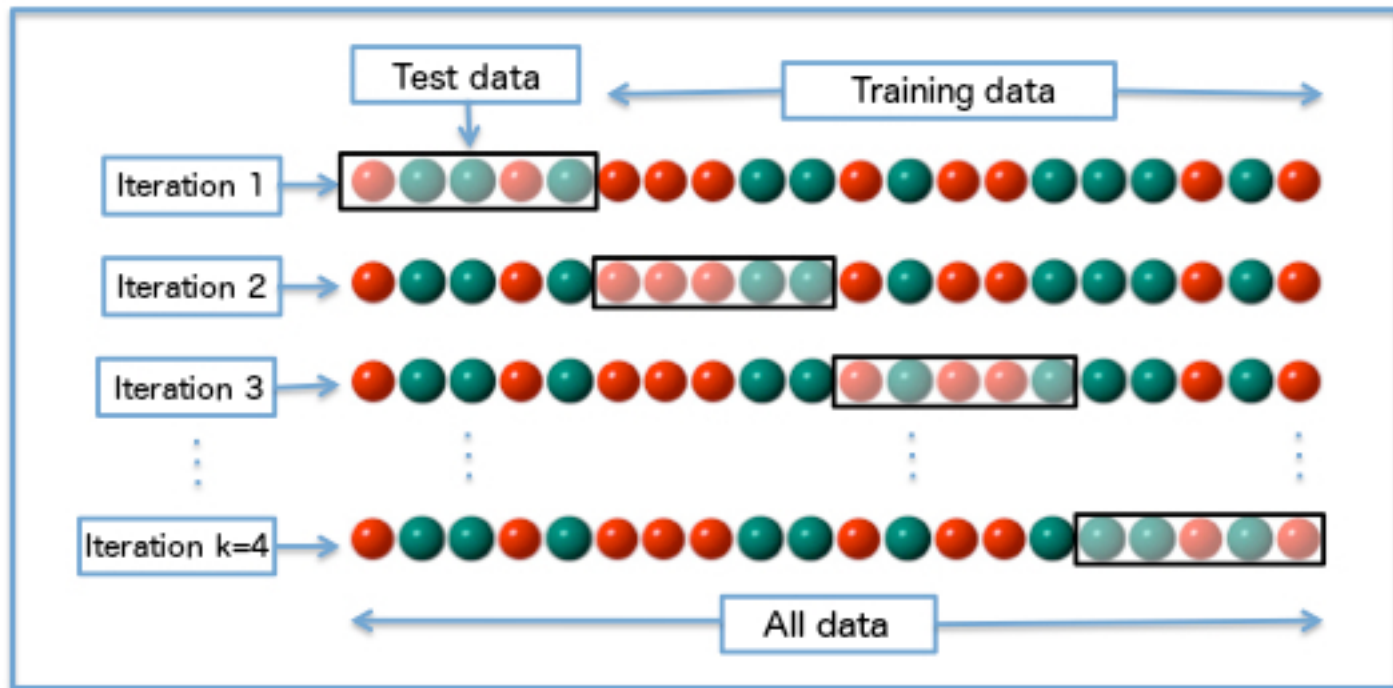 Test data
Training data
Iteration 1
Iteration 2
Iteration 3
Iteration k=4
All data